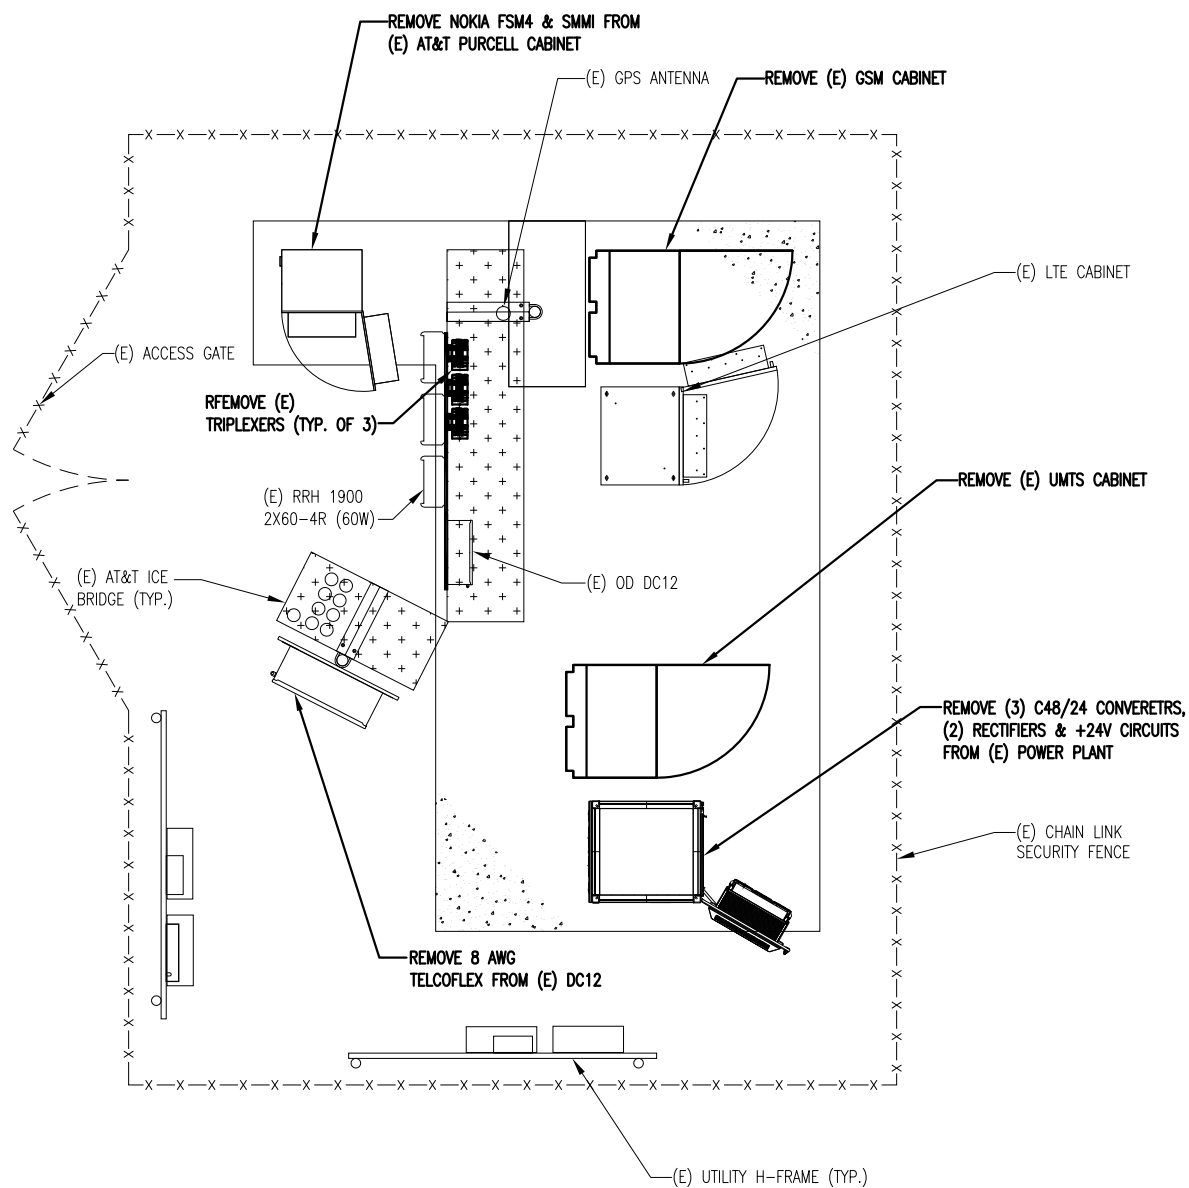 REMOVE NOKIA FSM4 & SMMI FROM
(E) AT&T PURCELL CABINET
(E) GPS ANTENNA
REMOVE (E) GSM CABINET
(E) LTE CABINET
(E) ACCESS GATE
RFEMOVE (E)
TRIPLEXERS (TYP. OF 3)
REMOVE (E) UMTS CABINET
(E) RRH 1900
2X60-4R (60W)
(E) AT&T ICE
BRIDGE (TYP.)
(E) OD DC12
REMOVE (3) C48/24 CONVERETRS,
(2) RECTIFIERS & +24V CIRCUITS
FROM (E) POWER PLANT
(E) CHAIN LINK
SECURITY FENCE
REMOVE 8 AWG
TELCOFLEX FROM (E) DC12
(E) UTILITY H-FRAME (TYP.)